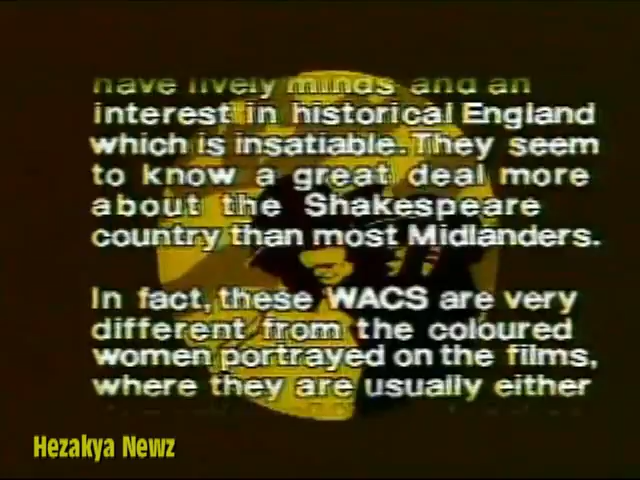 have lively minds and an
interest in historical England
which is insatiable. They seem
to know a great deal more
about the Shakespeare
country than most Midlanders.
In fact, these WACS are very
different from the coloured
women portrayed on the films,
where they are usually either
Hezakya Newz